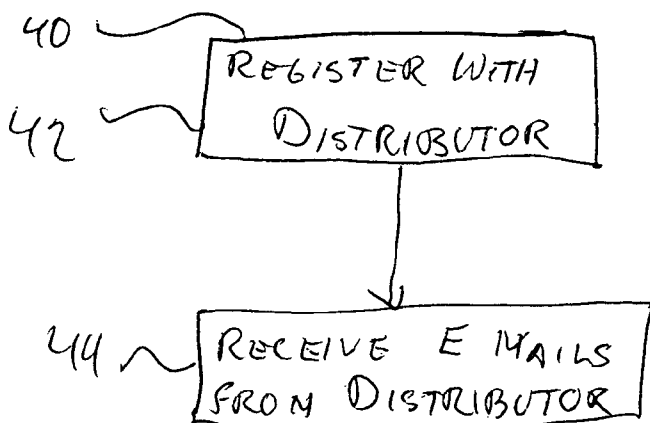 40
REGISTER WITH
42
DISTRIBUTOR
44
RECEIVE E MAILS
FROM DISTRIBUTOR